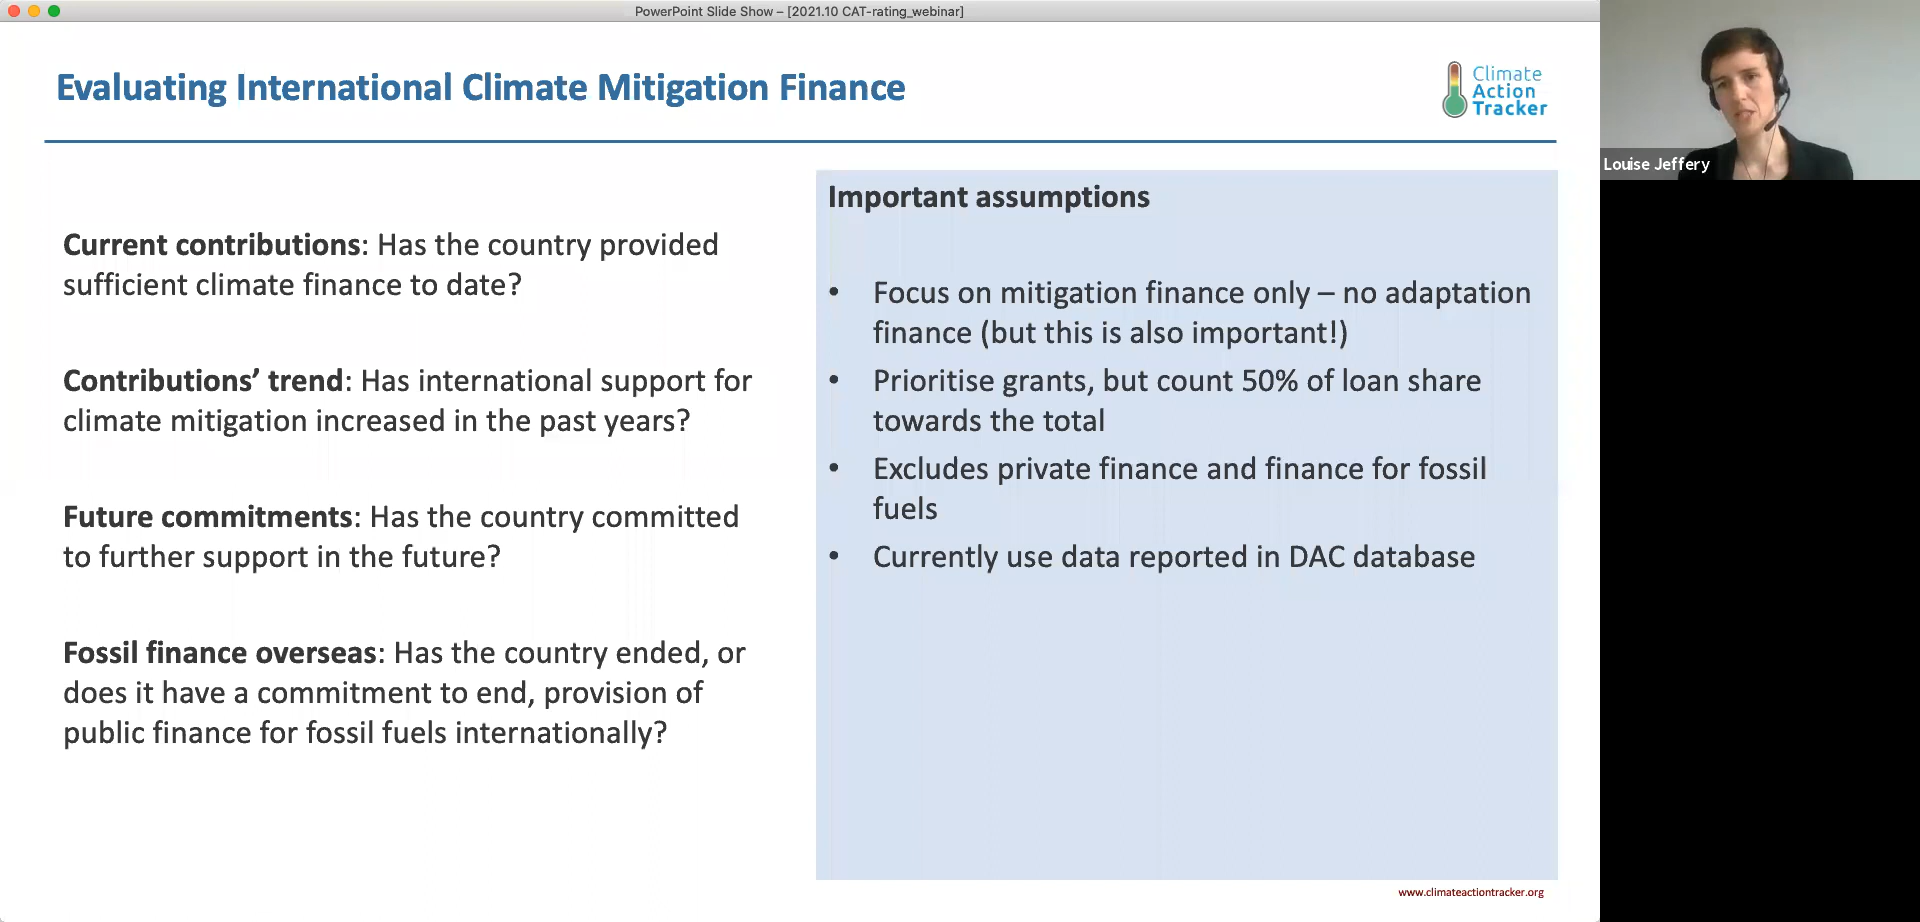 PowerPoint Slide Show – [2021.10 CAT-rating_webinar]
Evaluating International Climate Mitigation Finance
Climate
Action
Tracker
Louise Jeffery
Current contributions: Has the country provided
sufficient climate finance to date?
Contributions’ trend: Has international support for
climate mitigation increased in the past years?
Future commitments: Has the country committed
to further support in the future?
Fossil finance overseas: Has the country ended, or
does it have a commitment to end, provision of
public finance for fossil fuels internationally?
Important assumptions
• Focus on mitigation finance only – no adaptation
finance (but this is also important!)
• Prioritise grants, but count 50% of loan share
towards the total
• Excludes private finance and finance for fossil
fuels
• Currently use data reported in DAC database
www.climateactiontracker.org